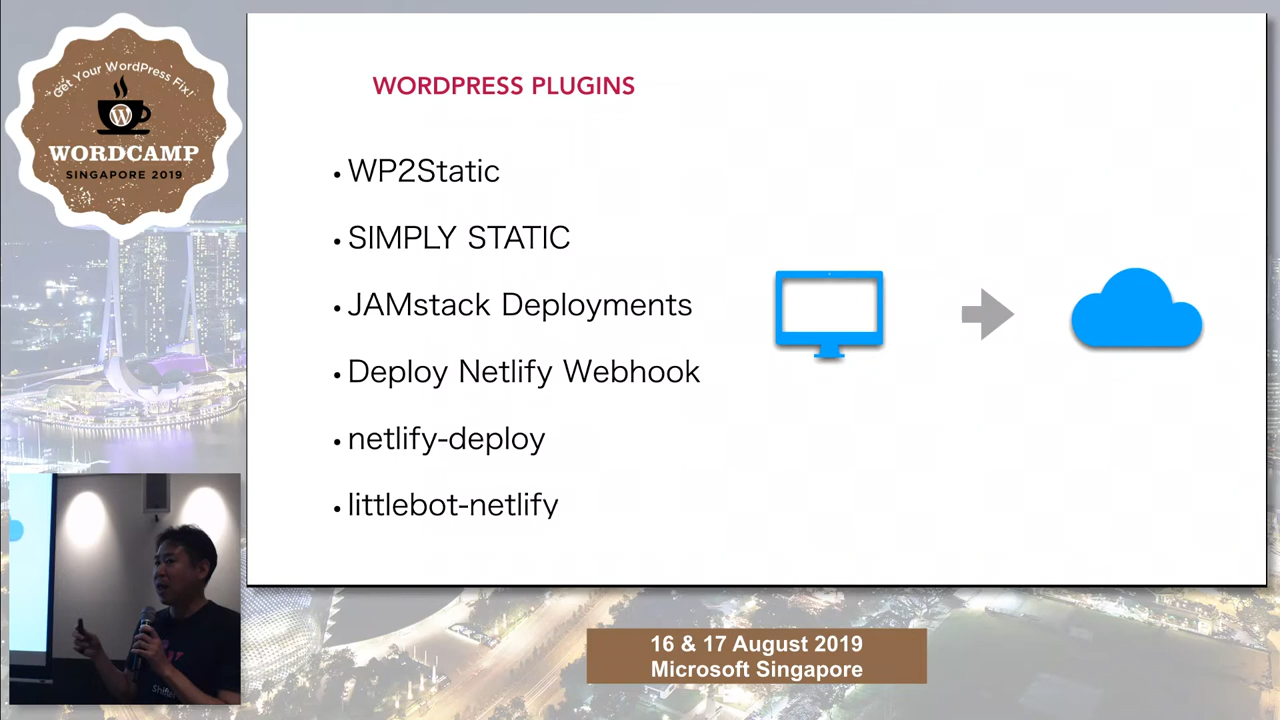 Get Your WordPress Fix!
WORDCAMP
SINGAPORE 2019
WORDPRESS PLUGINS
• WP2Static
• SIMPLY STATIC
• JAMstack Deployments
• Deploy Netlify Webhook
• netlify-deploy
• littlebot-netlify
16 & 17 August 2019
Microsoft Singapore